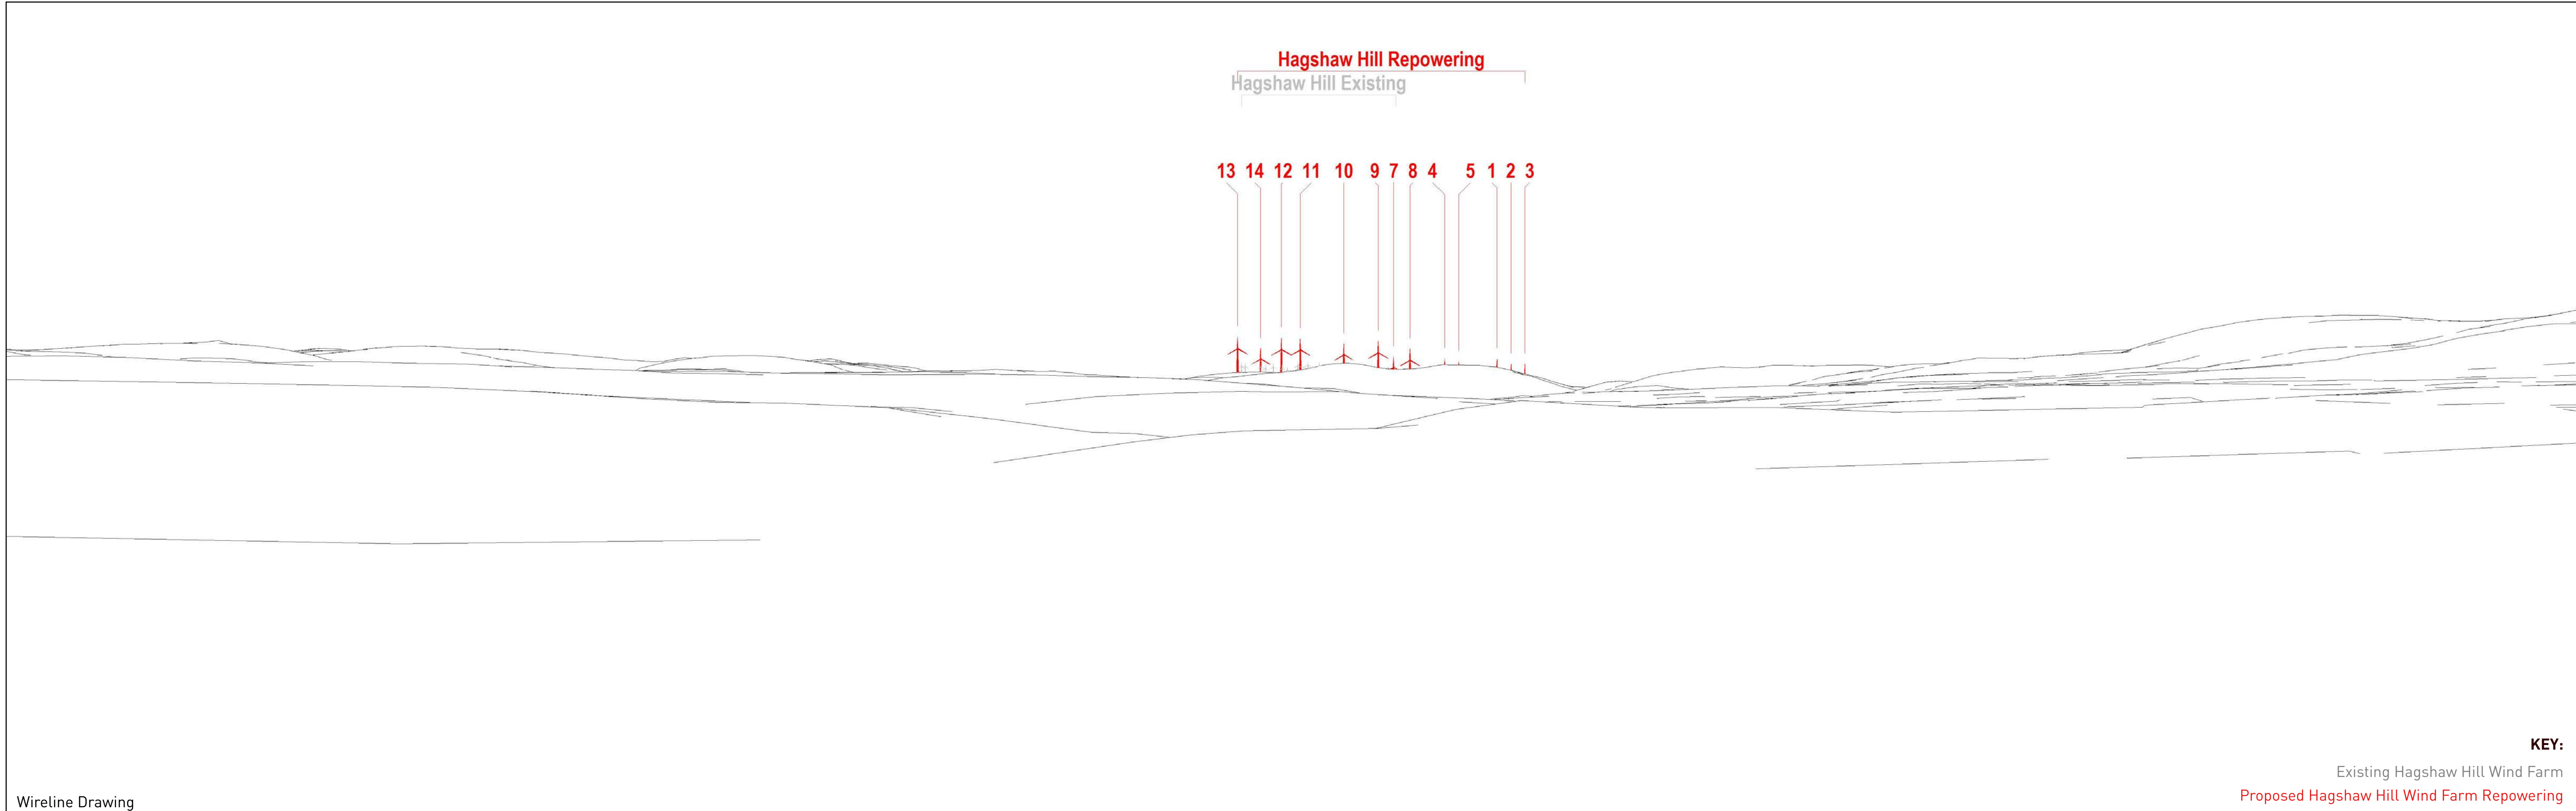 Hagshaw Hill Repowering
Hagshaw Hill Existing
13 14 12 11 10 9 7 8 4 5 1 2 3
KEY:
Existing Hagshaw Hill Wind Farm
Proposed Hagshaw Hill Wind Farm Repowering
Wireline Drawing